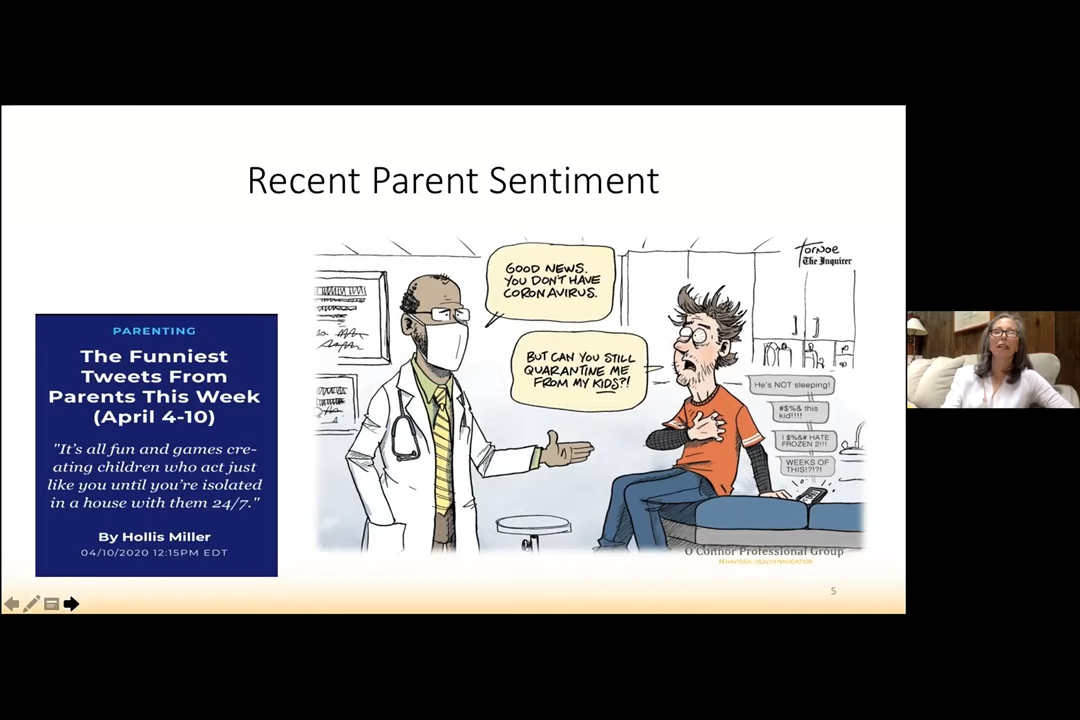 Recent Parent Sentiment
PARENTING
The Funniest
Tweets From
Parents This Week
(April 4-10)
"It's all fun and games cre-
ating children who act just
like you until you're isolated
in a house with them 24/7."
By Hollis Miller
04/10/2020 12:15PM EDT
GOOD NEWS.
YOU DON'T HAVE
CORONAVIRUS.
BUT CAN YOU STILL
QUARANTINE ME
FROM MY KIDS?!
Tornoe
The Inquirer
He's NOT sleeping!
#$%& this
kid!!!!
I $%&# HATE
FROZEN 2!!!
WEEKS OF
THIS!?!?!
O'Connor Professional Group
BEHAVIORAL HEALTH NAVIGATION
5